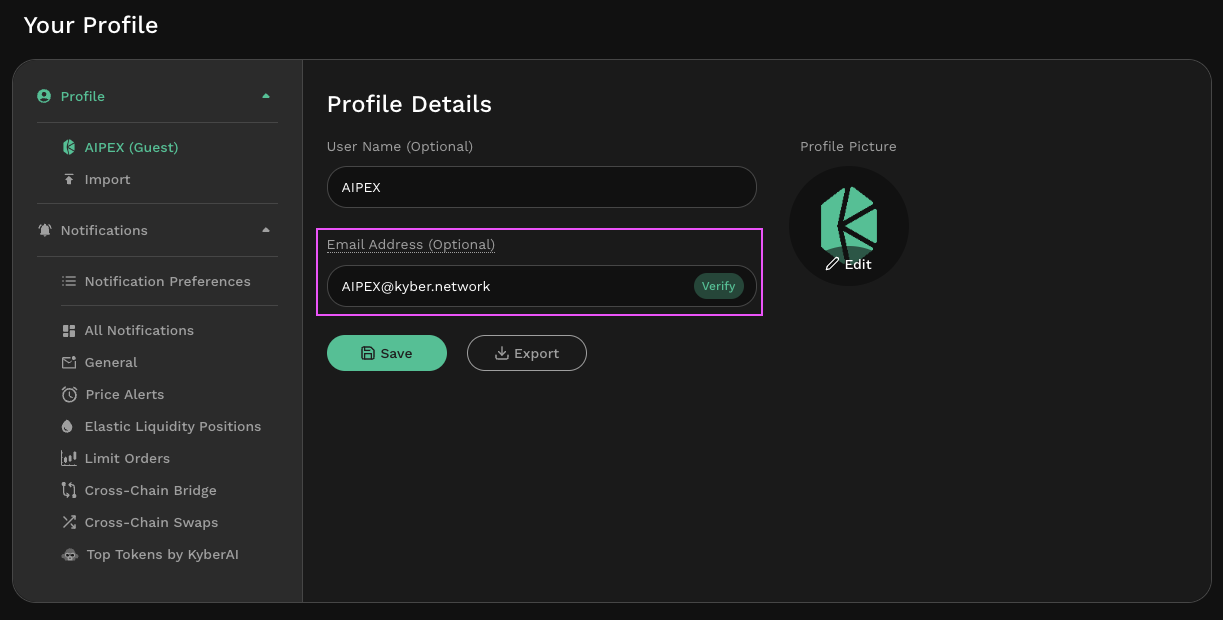 Your Profile
Profile
AIPEX (Guest)
Import
Notifications
Notification Preferences
All Notifications
General
Price Alerts
Elastic Liquidity Positions
Limit Orders
Cross-Chain Bridge
Cross-Chain Swaps
Top Tokens by KyberAI
Profile Details
User Name (Optional)
AIPEX
Email Address (Optional)
AIPEX@kyber.network
Verify
Save
Export
Profile Picture
Edit